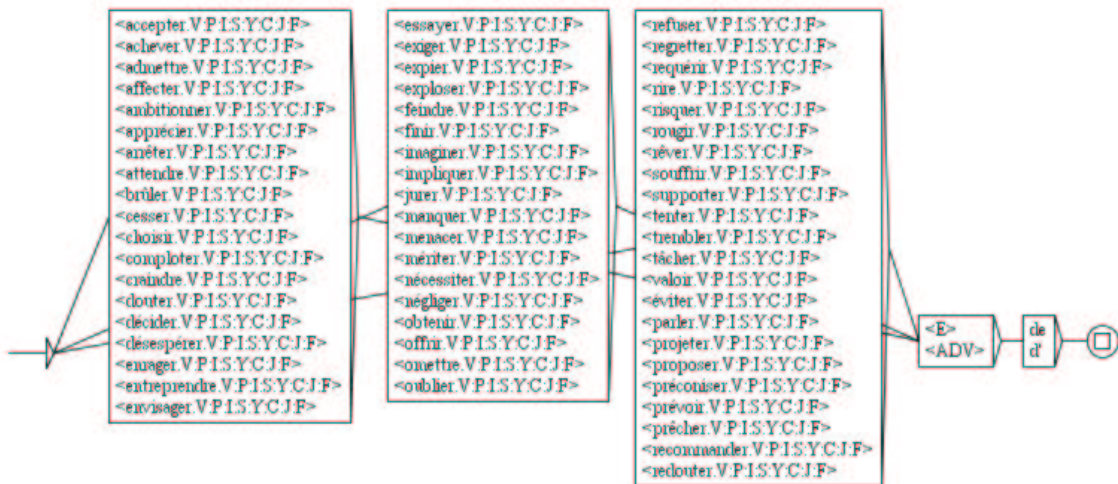 <accepter.V:P:I:S:Y:C:J:F>
<achever.V:P:I:S:Y:C:J:F>
<admettre.V:P:I:S:Y:C:J:F>
<affecter.V:P:I:S:Y:C:J:F>
<ambitionner.V:P:I:S:Y:C:J:F>
<apprécier.V:P:I:S:Y:C:J:F>
<arrêter.V:P:I:S:Y:C:J:F>
<attendre.V:P:I:S:Y:C:J:F>
<brûler.V:P:I:S:Y:C:J:F>
<cesser.V:P:I:S:Y:C:J:F>
<choisir.V:P:I:S:Y:C:J:F>
<comploter.V:P:I:S:Y:C:J:F>
<craindre.V:P:I:S:Y:C:J:F>
<douter.V:P:I:S:Y:C:J:F>
<décider.V:P:I:S:Y:C:J:F>
<désespérer.V:P:I:S:Y:C:J:F>
<enrager.V:P:I:S:Y:C:J:F>
<entreprendre.V:P:I:S:Y:C:J:F>
<envisager.V:P:I:S:Y:C:J:F>
<essayer.V:P:I:S:Y:C:J:F>
<exiger.V:P:I:S:Y:C:J:F>
<expier.V:P:I:S:Y:C:J:F>
<exploser.V:P:I:S:Y:C:J:F>
<feindre.V:P:I:S:Y:C:J:F>
<finir.V:P:I:S:Y:C:J:F>
<imaginer.V:P:I:S:Y:C:J:F>
<impliquer.V:P:I:S:Y:C:J:F>
<jurer.V:P:I:S:Y:C:J:F>
<manquer.V:P:I:S:Y:C:J:F>
<menacer.V:P:I:S:Y:C:J:F>
<mériter.V:P:I:S:Y:C:J:F>
<nécessiter.V:P:I:S:Y:C:J:F>
<négliger.V:P:I:S:Y:C:J:F>
<obtenir.V:P:I:S:Y:C:J:F>
<offrir.V:P:I:S:Y:C:J:F>
<omettre.V:P:I:S:Y:C:J:F>
<oublier.V:P:I:S:Y:C:J:F>
<refuser.V:P:I:S:Y:C:J:F>
<regretter.V:P:I:S:Y:C:J:F>
<requérir.V:P:I:S:Y:C:J:F>
<rire.V:P:I:S:Y:C:J:F>
<risquer.V:P:I:S:Y:C:J:F>
<rougir.V:P:I:S:Y:C:J:F>
<rêver.V:P:I:S:Y:C:J:F>
<souffrir.V:P:I:S:Y:C:J:F>
<supporter.V:P:I:S:Y:C:J:F>
<tenter.V:P:I:S:Y:C:J:F>
<trembler.V:P:I:S:Y:C:J:F>
<tâcher.V:P:I:S:Y:C:J:F>
<valoir.V:P:I:S:Y:C:J:F>
<éviter.V:P:I:S:Y:C:J:F>
<parler.V:P:I:S:Y:C:J:F>
<projeter.V:P:I:S:Y:C:J:F>
<proposer.V:P:I:S:Y:C:J:F>
<préconiser.V:P:I:S:Y:C:J:F>
<prévoir.V:P:I:S:Y:C:J:F>
<prêcher.V:P:I:S:Y:C:J:F>
<recommander.V:P:I:S:Y:C:J:F>
<redouter.V:P:I:S:Y:C:J:F>
<E>
<ADV>
de
d'